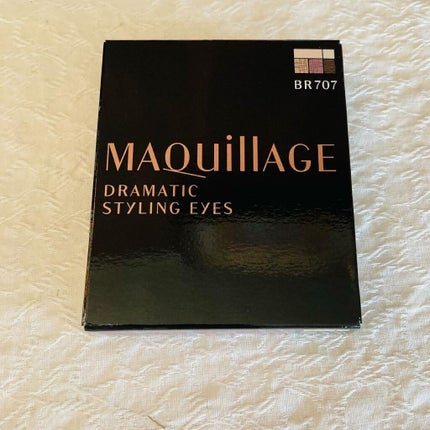 BR707
MAQuillAGE
DRAMATIC
STYLING EYES